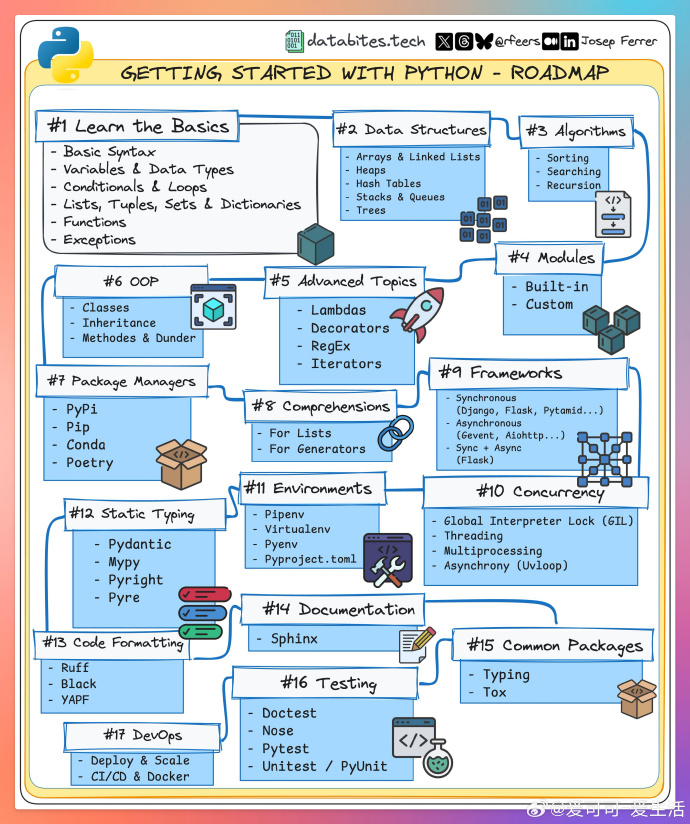 databites.tech @rfeers Josep Ferrer
GETTING STARTED WITH PYTHON - ROADMAP
#1 Learn the Basics
- Basic Syntax
- Variables & Data Types
- Conditionals & Loops
- Lists, Tuples, Sets & Dictionaries
- Functions
- Exceptions
#2 Data Structures
- Arrays & Linked Lists
- Heaps
- Hash Tables
- Stacks & Queues
- Trees
#3 Algorithms
- Sorting
- Searching
- Recursion
#4 Modules
- Built-in
- Custom
#5 Advanced Topics
- Lambdas
- Decorators
- RegEx
- Iterators
#6 OOP
- Classes
- Inheritance
- Methodes & Dunder
#7 Package Managers
- PyPi
- Pip
- Conda
- Poetry
#8 Comprehensions
- For Lists
- For Generators
#9 Frameworks
- Synchronous
(Django, Flask, Pytamid...)
- Asynchronous
(Gevent, Aiohttp...)
- Sync + Async
(Flask)
#10 Concurrency
- Global Interpreter Lock (GIL)
- Threading
- Multiprocessing
- Asynchrony (Uvloop)
#11 Environments
- Pipenv
- Virtualenv
- Pyenv
- Pyproject.toml
#12 Static Typing
- Pydantic
- Mypy
- Pyright
- Pyre
#13 Code Formatting
- Ruff
- Black
- YAPF
#14 Documentation
- Sphinx
#15 Common Packages
- Typing
- Tox
#16 Testing
- Doctest
- Nose
- Pytest
- Unitest / PyUnit
#17 DevOps
- Deploy & Scale
- CI/CD & Docker
@爱可可-爱生活